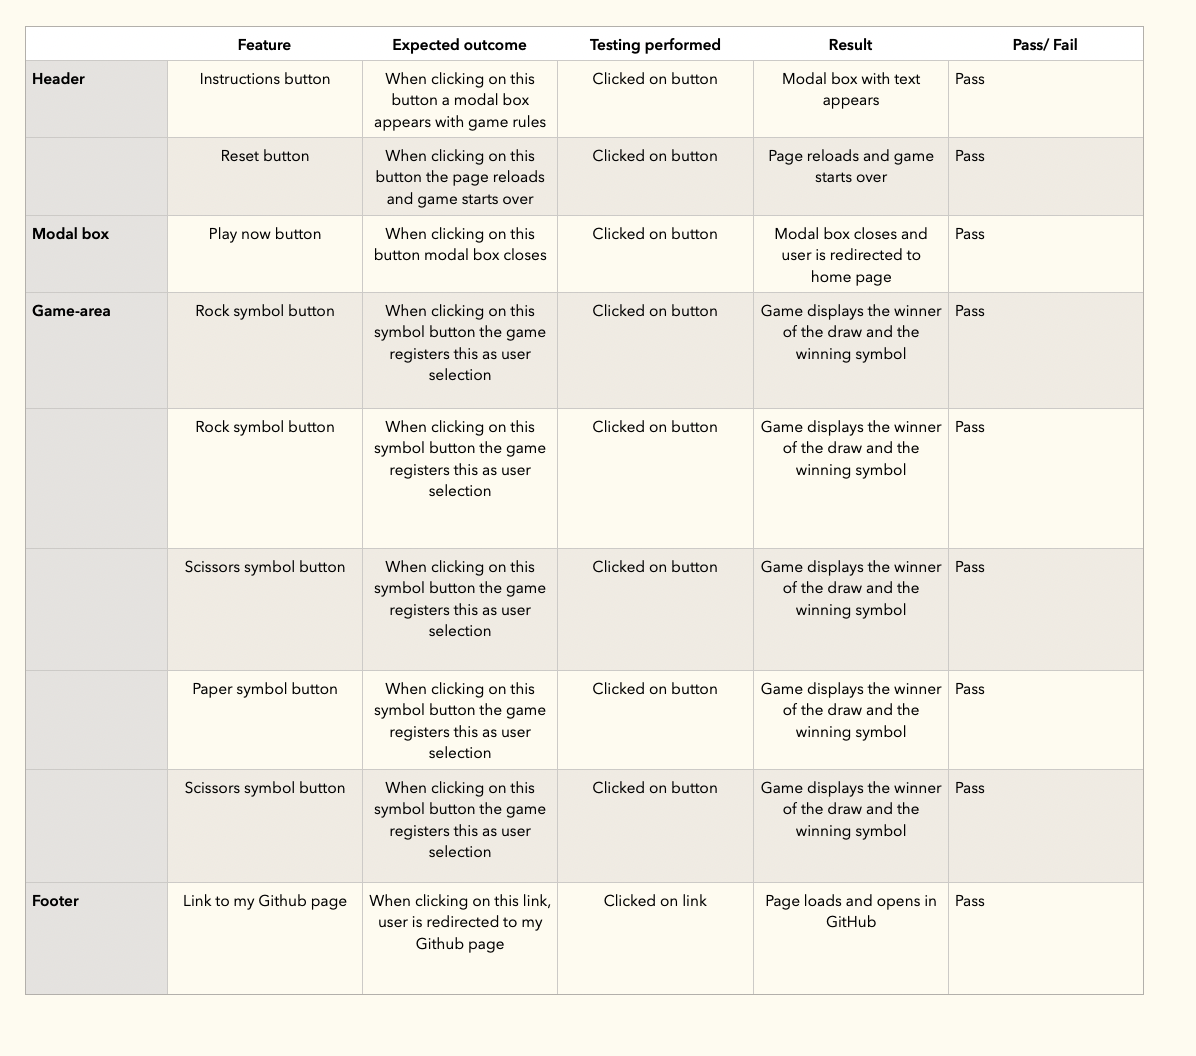 Feature Expected outcome Testing performed Result Pass/ Fail
Header Instructions button When clicking on this Clicked on button Modal box with text Pass
button a modal box appears
appears with game rules
Reset button When clicking on this Clicked on button Page reloads and game Pass
button the page reloads starts over
and game starts over
Modal box Play now button When clicking on this Clicked on button Modal box closes and Pass
button modal box closes user is redirected to
home page
Game-area Rock symbol button When clicking on this Clicked on button Game displays the winner Pass
symbol button the game of the draw and the
registers this as user winning symbol
selection
Rock symbol button When clicking on this Clicked on button Game displays the winner Pass
symbol button the game of the draw and the
registers this as user winning symbol
selection
Scissors symbol button When clicking on this Clicked on button Game displays the winner Pass
symbol button the game of the draw and the
registers this as user winning symbol
selection
Paper symbol button When clicking on this Clicked on button Game displays the winner Pass
symbol button the game of the draw and the
registers this as user winning symbol
selection
Scissors symbol button When clicking on this Clicked on button Game displays the winner Pass
symbol button the game of the draw and the
registers this as user winning symbol
selection
Footer Link to my Github page When clicking on this link, Clicked on link Page loads and opens in Pass
user is redirected to my GitHub
Github page